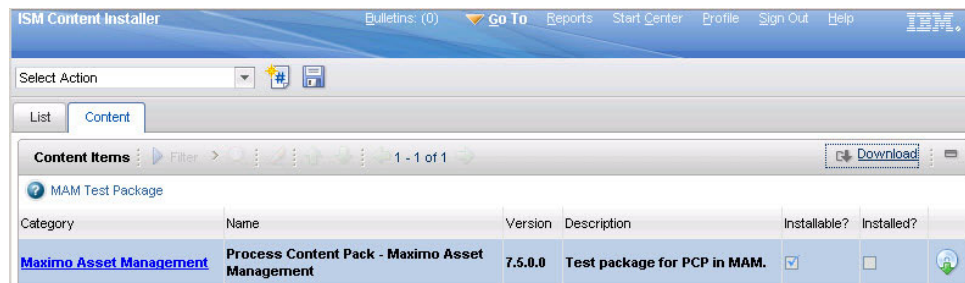 ISM Content Installer Bulletins: (0) Go To Reports Start Center Profile Sign Out Help IBM.
Select Action
List Content
Content Items Filter 1 - 1 of 1 Download
MAM Test Package
Category Name Version Description Installable? Installed?
Maximo Asset Management Process Content Pack - Maximo Asset Management 7.5.0.0 Test package for PCP in MAM.